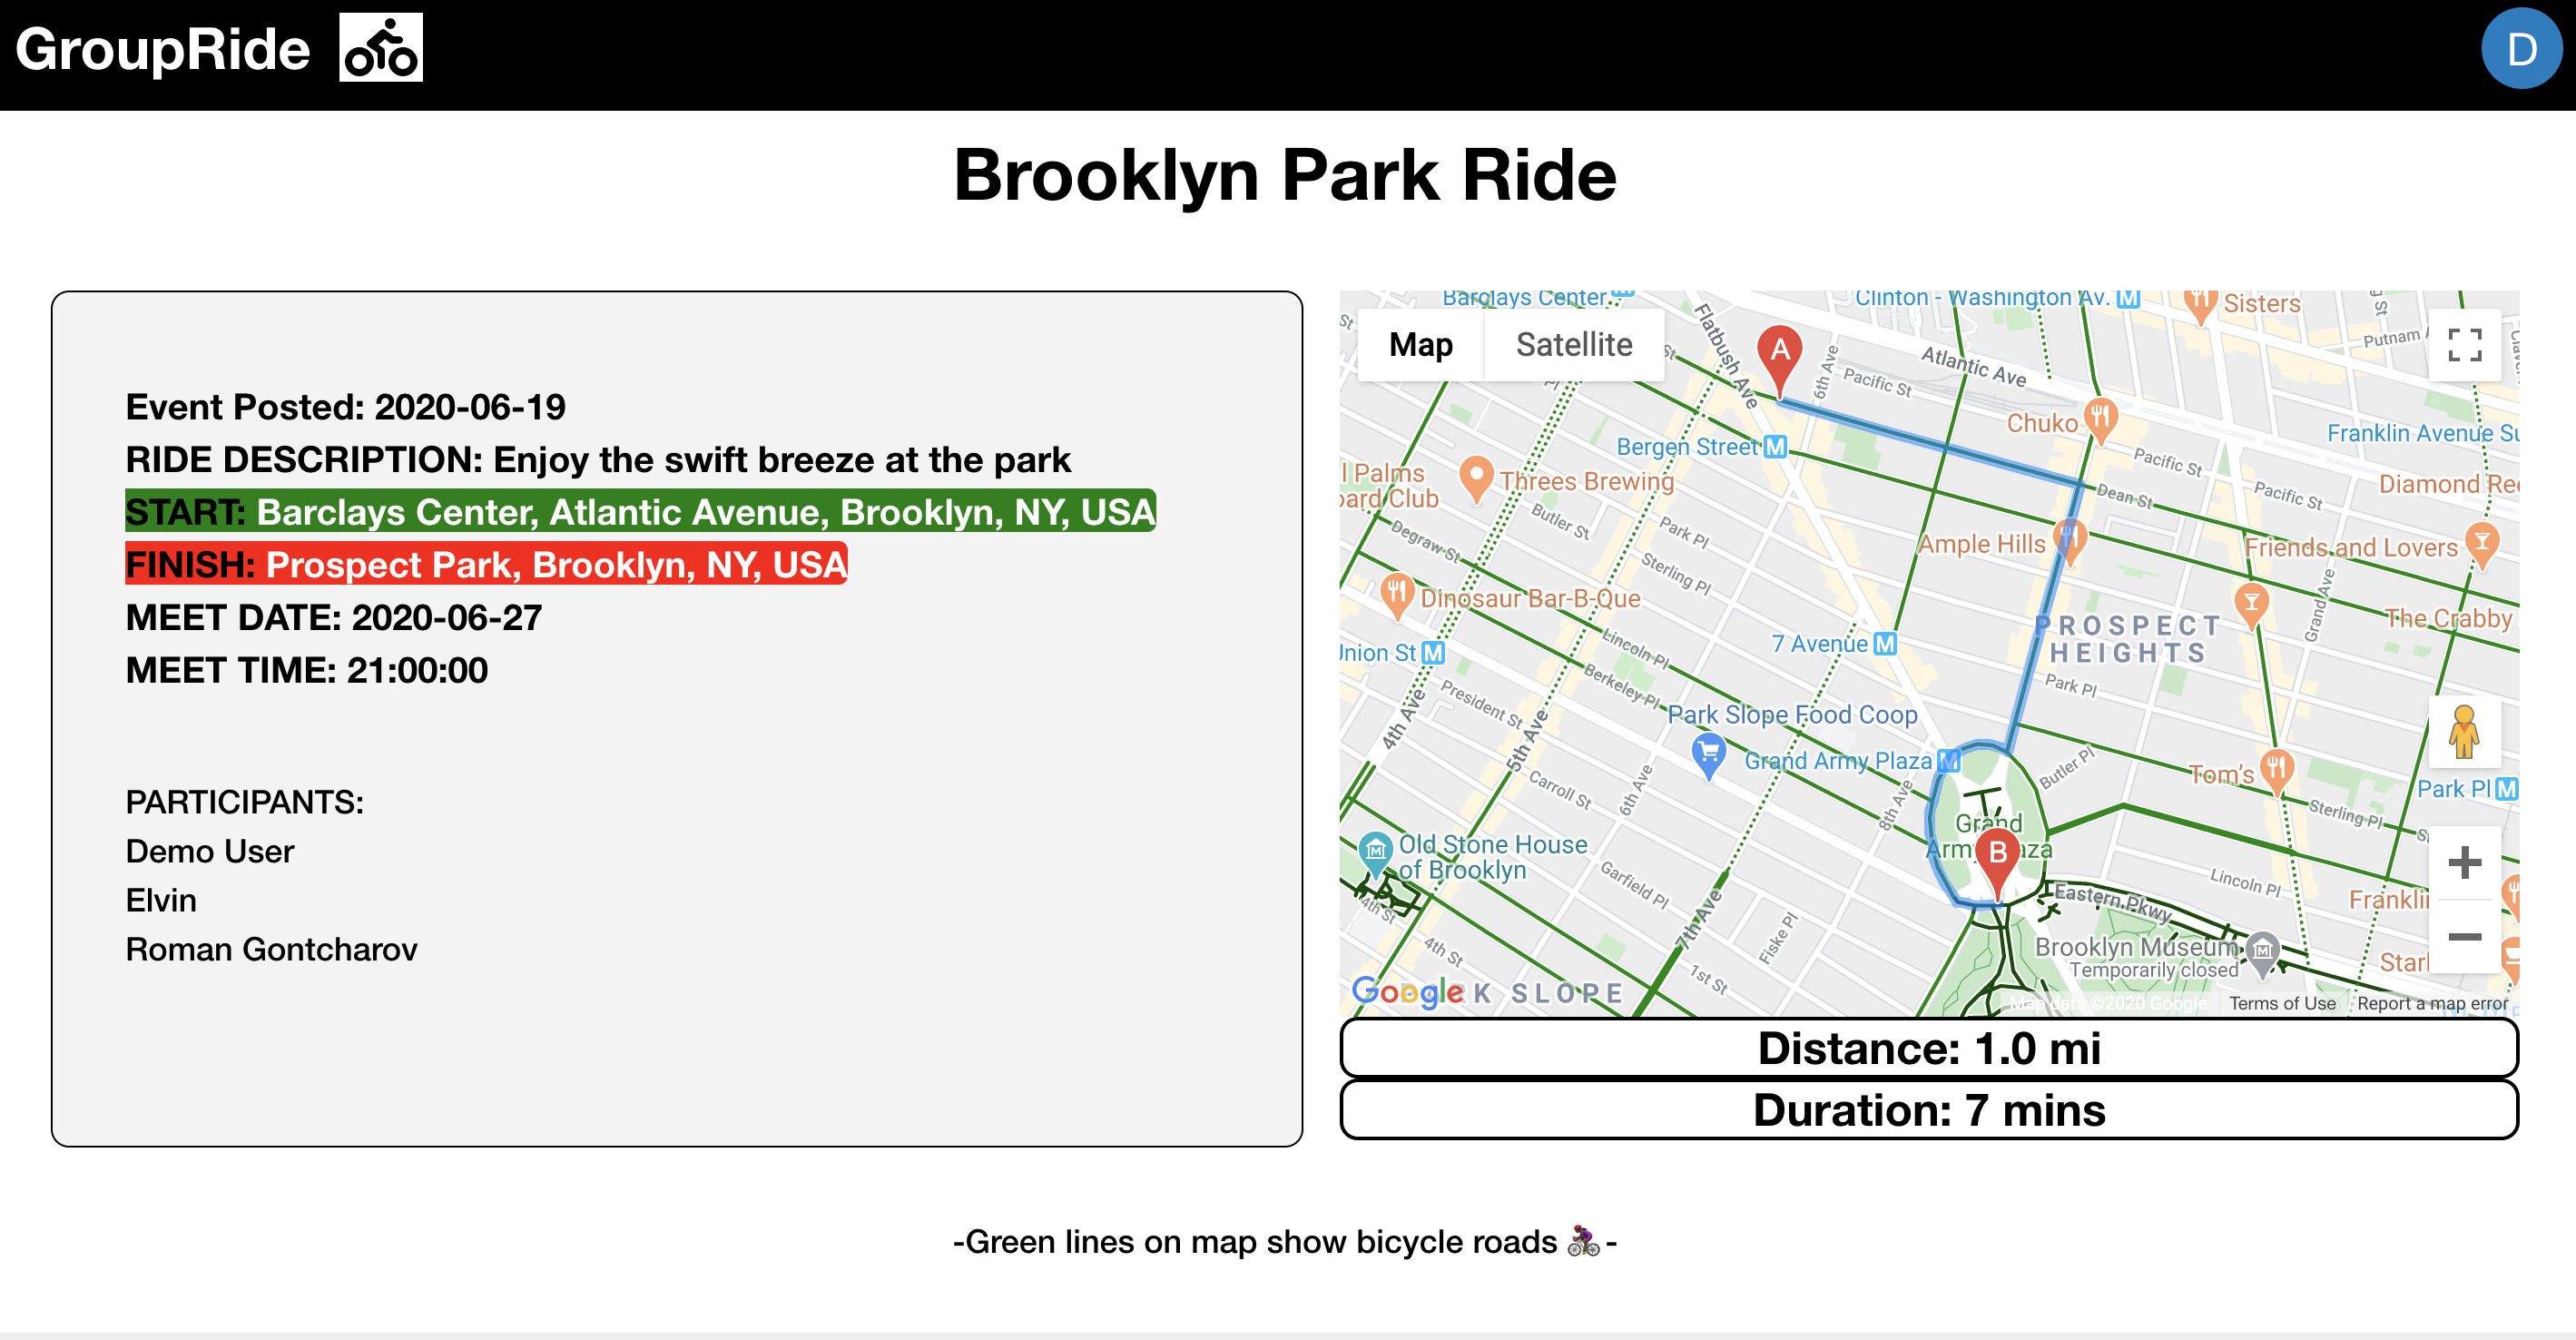 GroupRide
D
Brooklyn Park Ride
Event Posted: 2020-06-19
RIDE DESCRIPTION: Enjoy the swift breeze at the park
START: Barclays Center, Atlantic Avenue, Brooklyn, NY, USA
FINISH: Prospect Park, Brooklyn, NY, USA
MEET DATE: 2020-06-27
MEET TIME: 21:00:00
PARTICIPANTS:
Demo User
Elvin
Roman Gontcharov
Map
Satellite
Barclays Center
Clinton - Washington Av.
Sisters
Putnam
Flatbush Ave
A
6th Ave
Atlantic Ave
Pacific St
Chuko
Franklin Avenue
Bergen Street
Pacific St
Palms
Threes Brewing
Dean St
Pacific St
Diamond
Butler St
Park Pl
Degraw St
Ample Hills
Friends and Lovers
Sterling Pl
Dinosaur Bar-B-Que
Grand Ave
The Crabby
PROSPECT
HEIGHTS
Lincoln Pl
7 Avenue
Union St
Berkeley Pl
Park Pl
President St
4th Ave
5th Ave
Park Slope Food Coop
Grand Army Plaza
Butler Pl
Tom's
Park Pl
Carroll St
6th Ave
8th Ave
Sterling Pl
Grand
B
Old Stone House
of Brooklyn
Garfield Pl
Lincoln Pl
Eastern Pkwy
4th St
7th Ave
Fiske Pl
4th St
Brooklyn Museum
Temporarily closed
1st St
Google
K SLOPE
Map data ©2020 Google
Terms of Use
Report a map error
Distance: 1.0 mi
Duration: 7 mins
-Green lines on map show bicycle roads 🚴🏿-